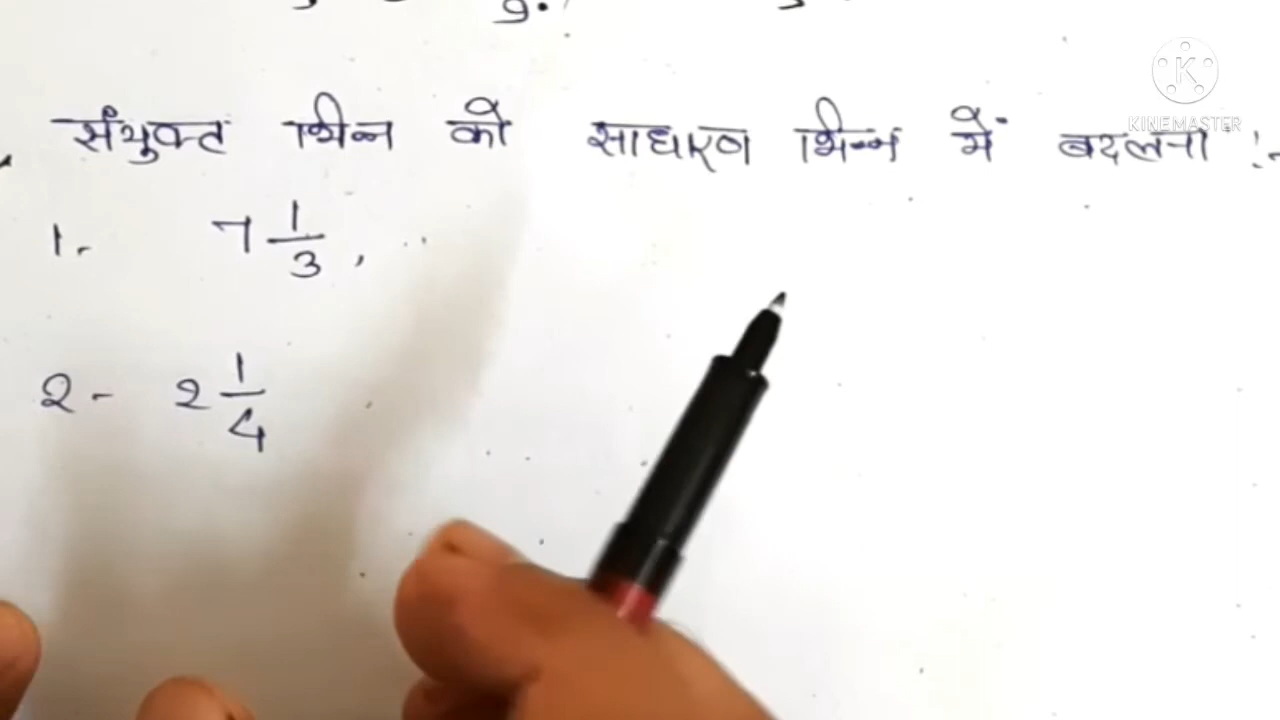 संयुक्त भिन्न को साधारण भिन्न में बदलना :-
1. 7 1/3,
2- 2 1/4
K
KINEMASTER